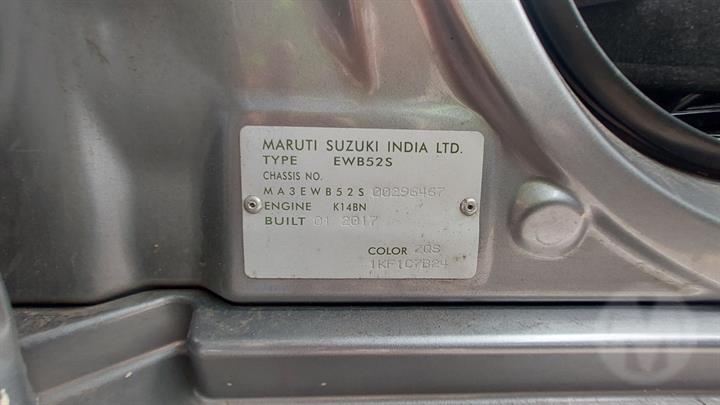 MARUTI SUZUKI INDIA LTD.
TYPE EWB52S
CHASSIS NO.
MA3EWB52S 00296467
ENGINE K14BN
BUILT 01 2017
COLOR ZQS
1KF1C7B24